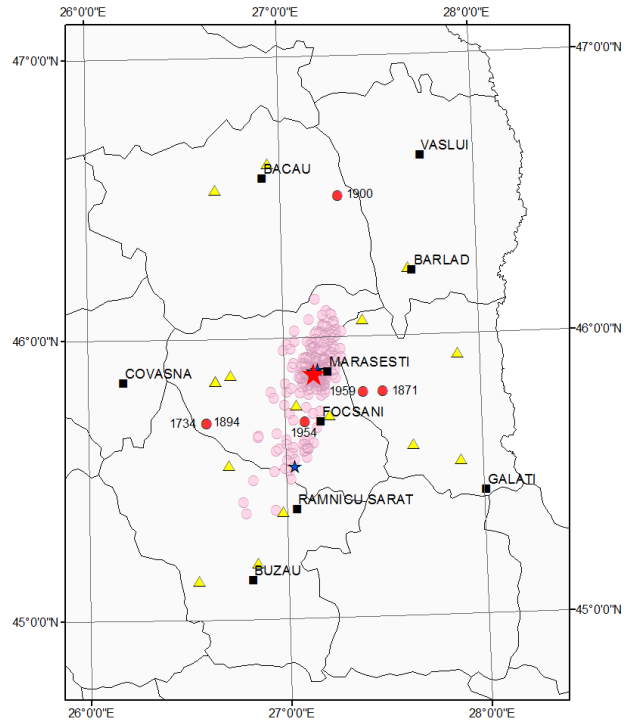 26°0'0"E 27°0'0"E 28°0'0"E
47°0'0"N 47°0'0"N
VASLUI
BACAU
1900
BARLAD
46°0'0"N 46°0'0"N
MARASESTI
COVASNA
1959 1871
FOCSANI
1734 1894
1954
GALATI
RAMNICU SARAT
BUZAU
45°0'0"N 45°0'0"N
26°0'0"E 27°0'0"E 28°0'0"E